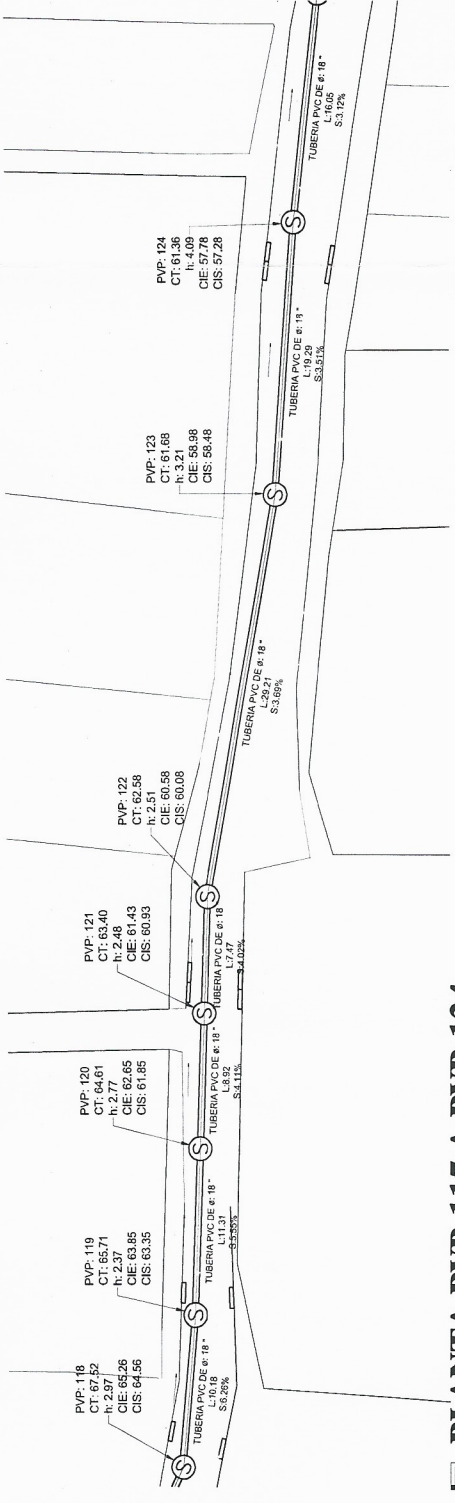 PVP: 118
CT: 67.52
h: 2.97
CIE: 65.26
CIS: 64.56
TUBERIA PVC DE ø: 18 "
L:10.18
S:6.26%
PVP: 119
CT: 65.71
h: 2.37
CIE: 63.85
CIS: 63.35
TUBERIA PVC DE ø: 18 "
L:11.31
S:5.55%
PVP: 120
CT: 64.61
h: 2.77
CIE: 62.65
CIS: 61.85
TUBERIA PVC DE ø: 18 "
L:8.92
S:4.11%
PVP: 121
CT: 63.40
h: 2.48
CIE: 61.43
CIS: 60.93
TUBERIA PVC DE ø: 18
L:7.47
S:4.02%
PVP: 122
CT: 62.58
h: 2.51
CIE: 60.58
CIS: 60.08
TUBERIA PVC DE ø: 18 "
L:29.21
S:3.69%
PVP: 123
CT: 61.68
h: 3.21
CIE: 58.98
CIS: 58.48
TUBERIA PVC DE ø: 18 "
L:19.29
S:3.51%
PVP: 124
CT: 61.36
h: 4.09
CIE: 57.78
CIS: 57.28
TUBERIA PVC DE ø: 18 "
L:16.05
S:3.12%
S
S
S
S
S
S
S
PLANTA PVP 117 A PVP 124